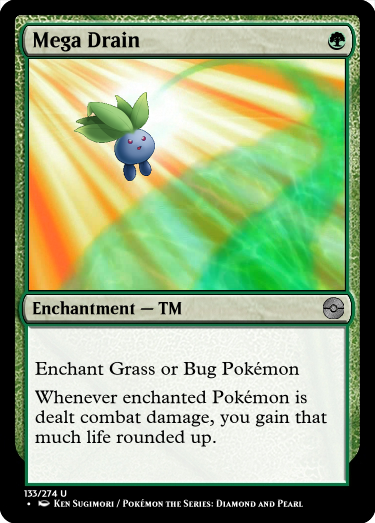 Mega Drain
Enchantment — TM
Enchant Grass or Bug Pokémon
Whenever enchanted Pokémon is
dealt combat damage, you gain that
much life rounded up.
133/274 U
• Ken Sugimori / Pokémon the Series: Diamond and Pearl